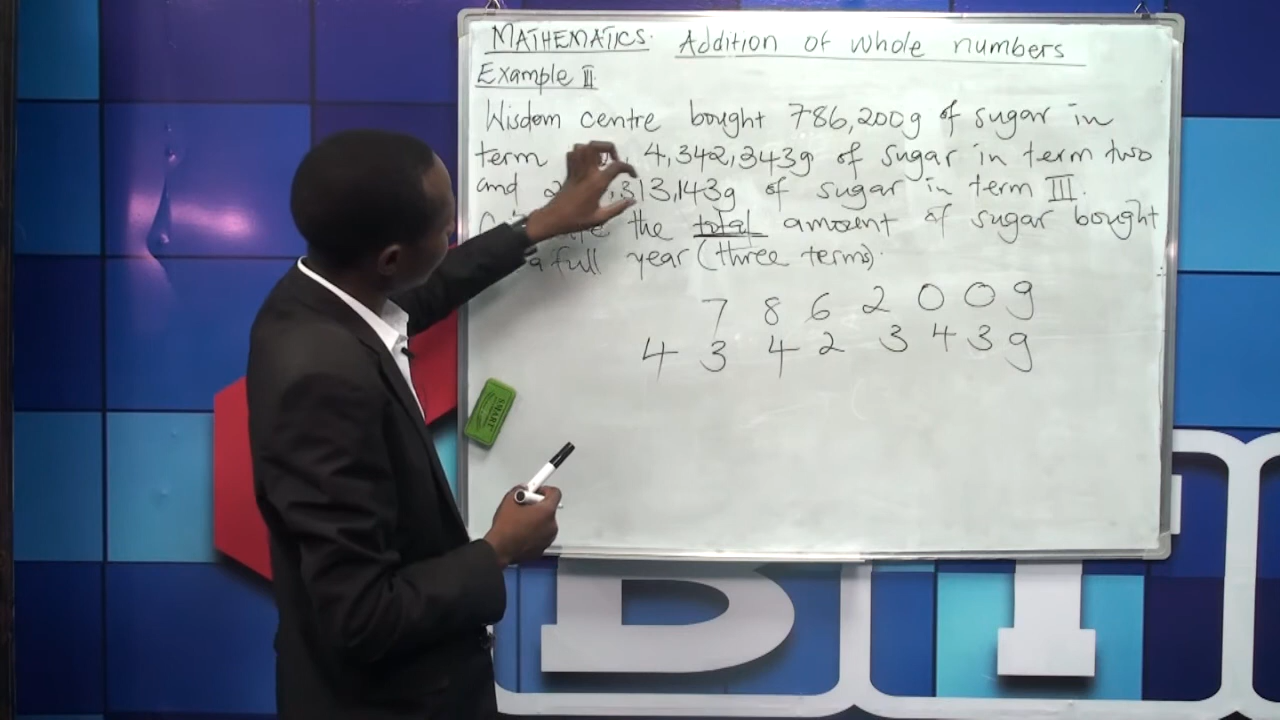 MATHEMATICS. Addition of whole numbers
Example II
Wisdom centre bought 786,200g of sugar in
term 4,342,343g of sugar in term two
and ,313,143g of sugar in term III.
the total amount of sugar bought
a full year (three terms).
7 8 6 2 0 0 g
4 3 4 2 3 4 3 g
SMART